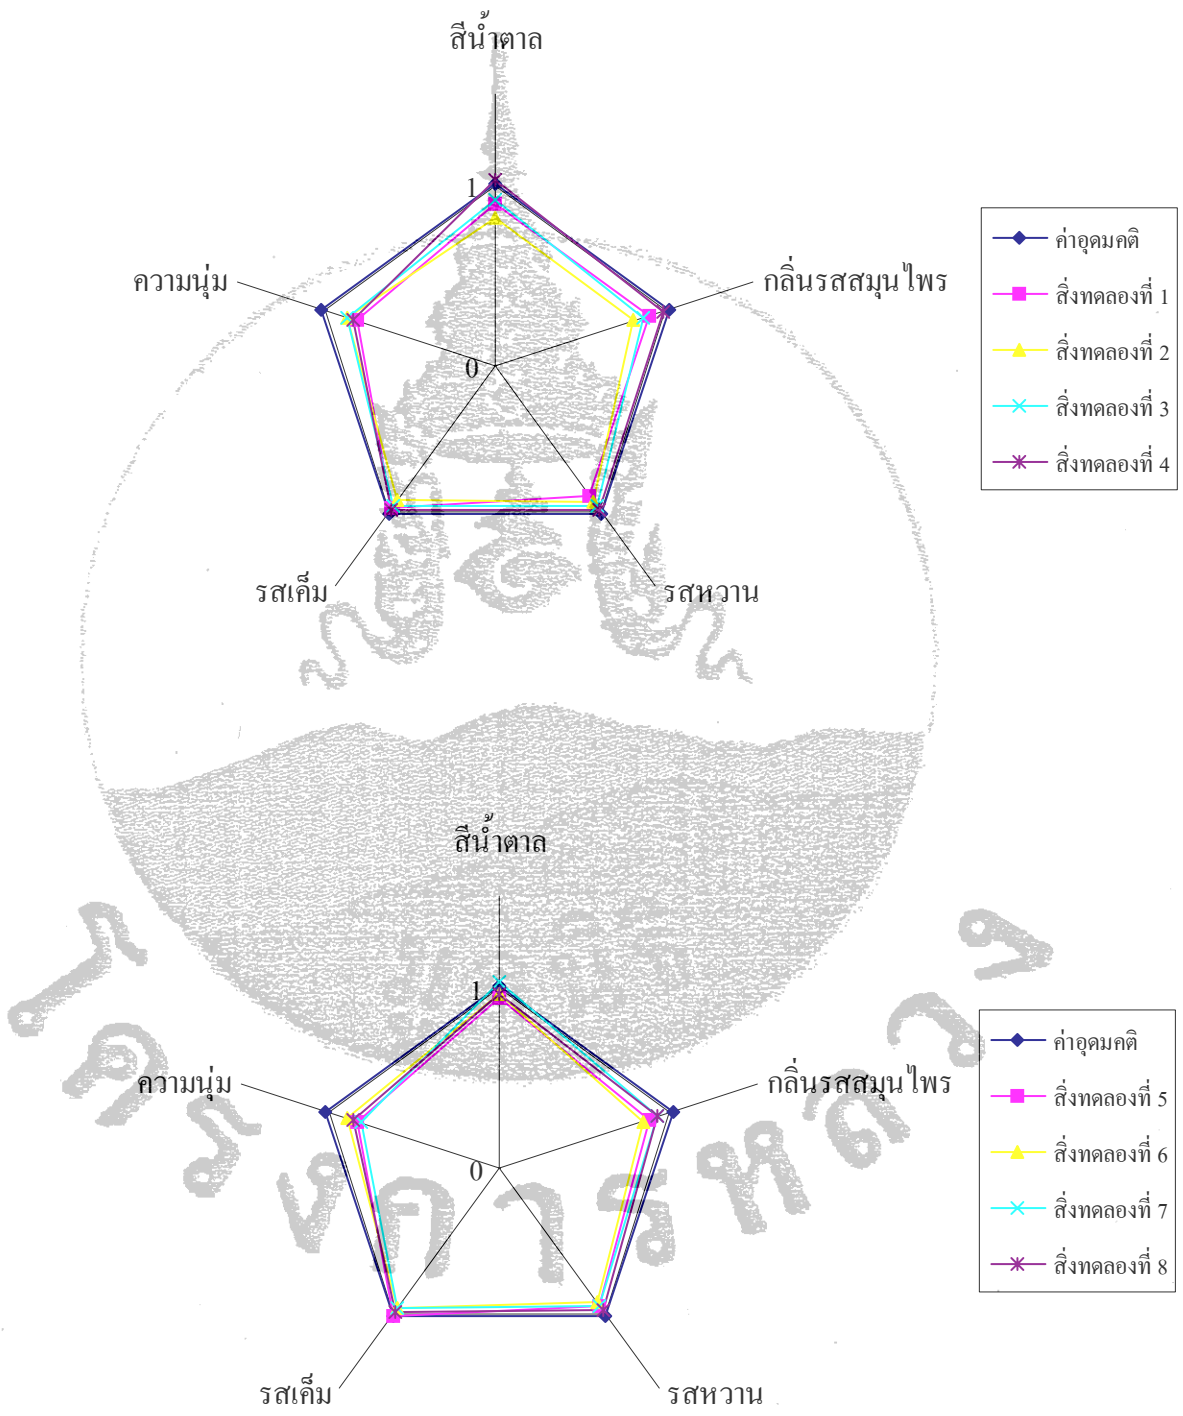 สีน้ำตาล
1
กลิ่นรสสมุนไพร
ความนุ่ม
0
รสเค็ม
รสหวาน
ค่าอุดมคติ
สิ่งทดลองที่ 1
สิ่งทดลองที่ 2
สิ่งทดลองที่ 3
สิ่งทดลองที่ 4
สีน้ำตาล
1
กลิ่นรสสมุนไพร
ความนุ่ม
0
รสเค็ม
รสหวาน
ค่าอุดมคติ
สิ่งทดลองที่ 5
สิ่งทดลองที่ 6
สิ่งทดลองที่ 7
สิ่งทดลองที่ 8